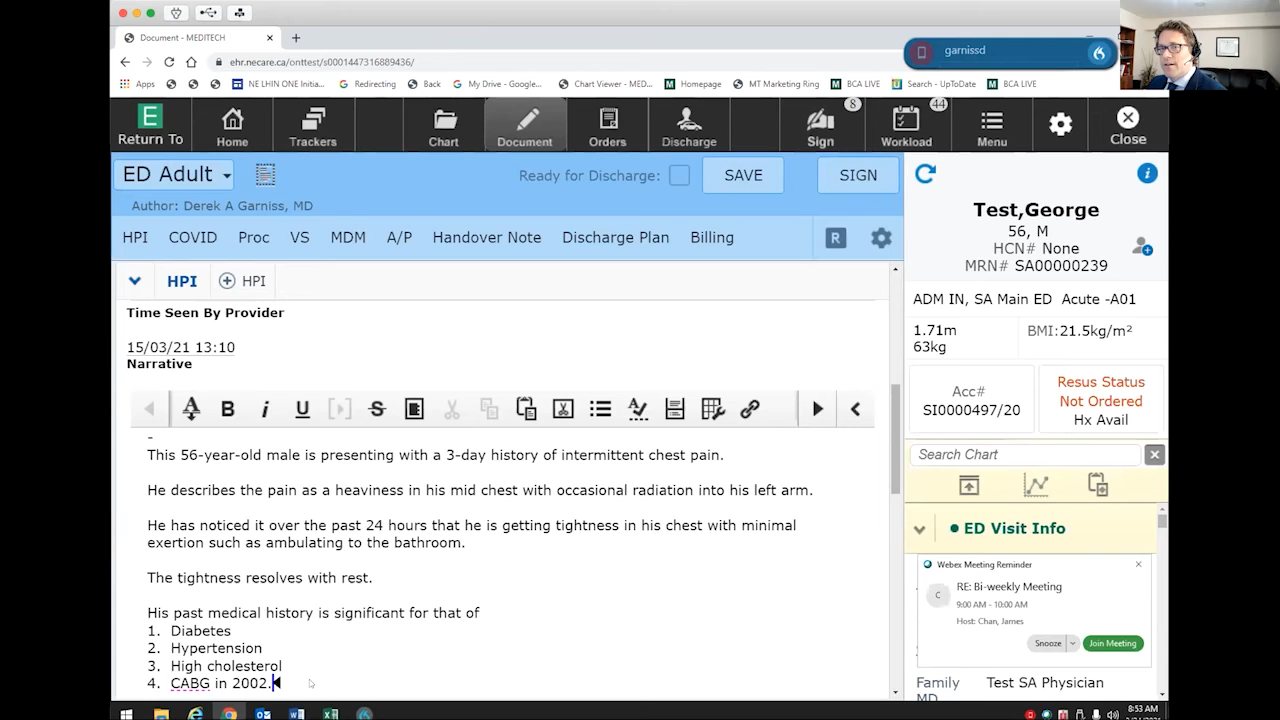 Document - MEDITECH
garnissd
ehr.necare.ca/onttest/s0001447316889436/
Apps
NE LHIN ONE Initia...
Redirecting
Back
My Drive - Google...
Chart Viewer - MED...
Homepage
MT Marketing Ring
BCA LIVE
Search - UpToDate
BCA LIVE
8
44
E
Return To
Home
Trackers
Chart
Document
Orders
Discharge
Sign
Workload
Menu
Close
ED Adult
Ready for Discharge:
SAVE
SIGN
Author: Derek A Garniss, MD
HPI
COVID
Proc
VS
MDM
A/P
Handover Note
Discharge Plan
Billing
R
HPI
HPI
Time Seen By Provider
15/03/21 13:10
Narrative
-
This 56-year-old male is presenting with a 3-day history of intermittent chest pain.
He describes the pain as a heaviness in his mid chest with occasional radiation into his left arm.
He has noticed it over the past 24 hours that he is getting tightness in his chest with minimal
exertion such as ambulating to the bathroom.
The tightness resolves with rest.
His past medical history is significant for that of
1. Diabetes
2. Hypertension
3. High cholesterol
4. CABG in 2002.
Test,George
56, M
HCN# None
MRN# SA00000239
ADM IN, SA Main ED Acute -A01
1.71m
63kg
BMI:21.5kg/m²
Acc#
SI0000497/20
Resus Status
Not Ordered
Hx Avail
Search Chart
ED Visit Info
Webex Meeting Reminder
C
RE: Bi-weekly Meeting
9:00 AM - 10:00 AM
Host: Chan, James
Snooze
Join Meeting
Family
MD
Test SA Physician
8:53 AM